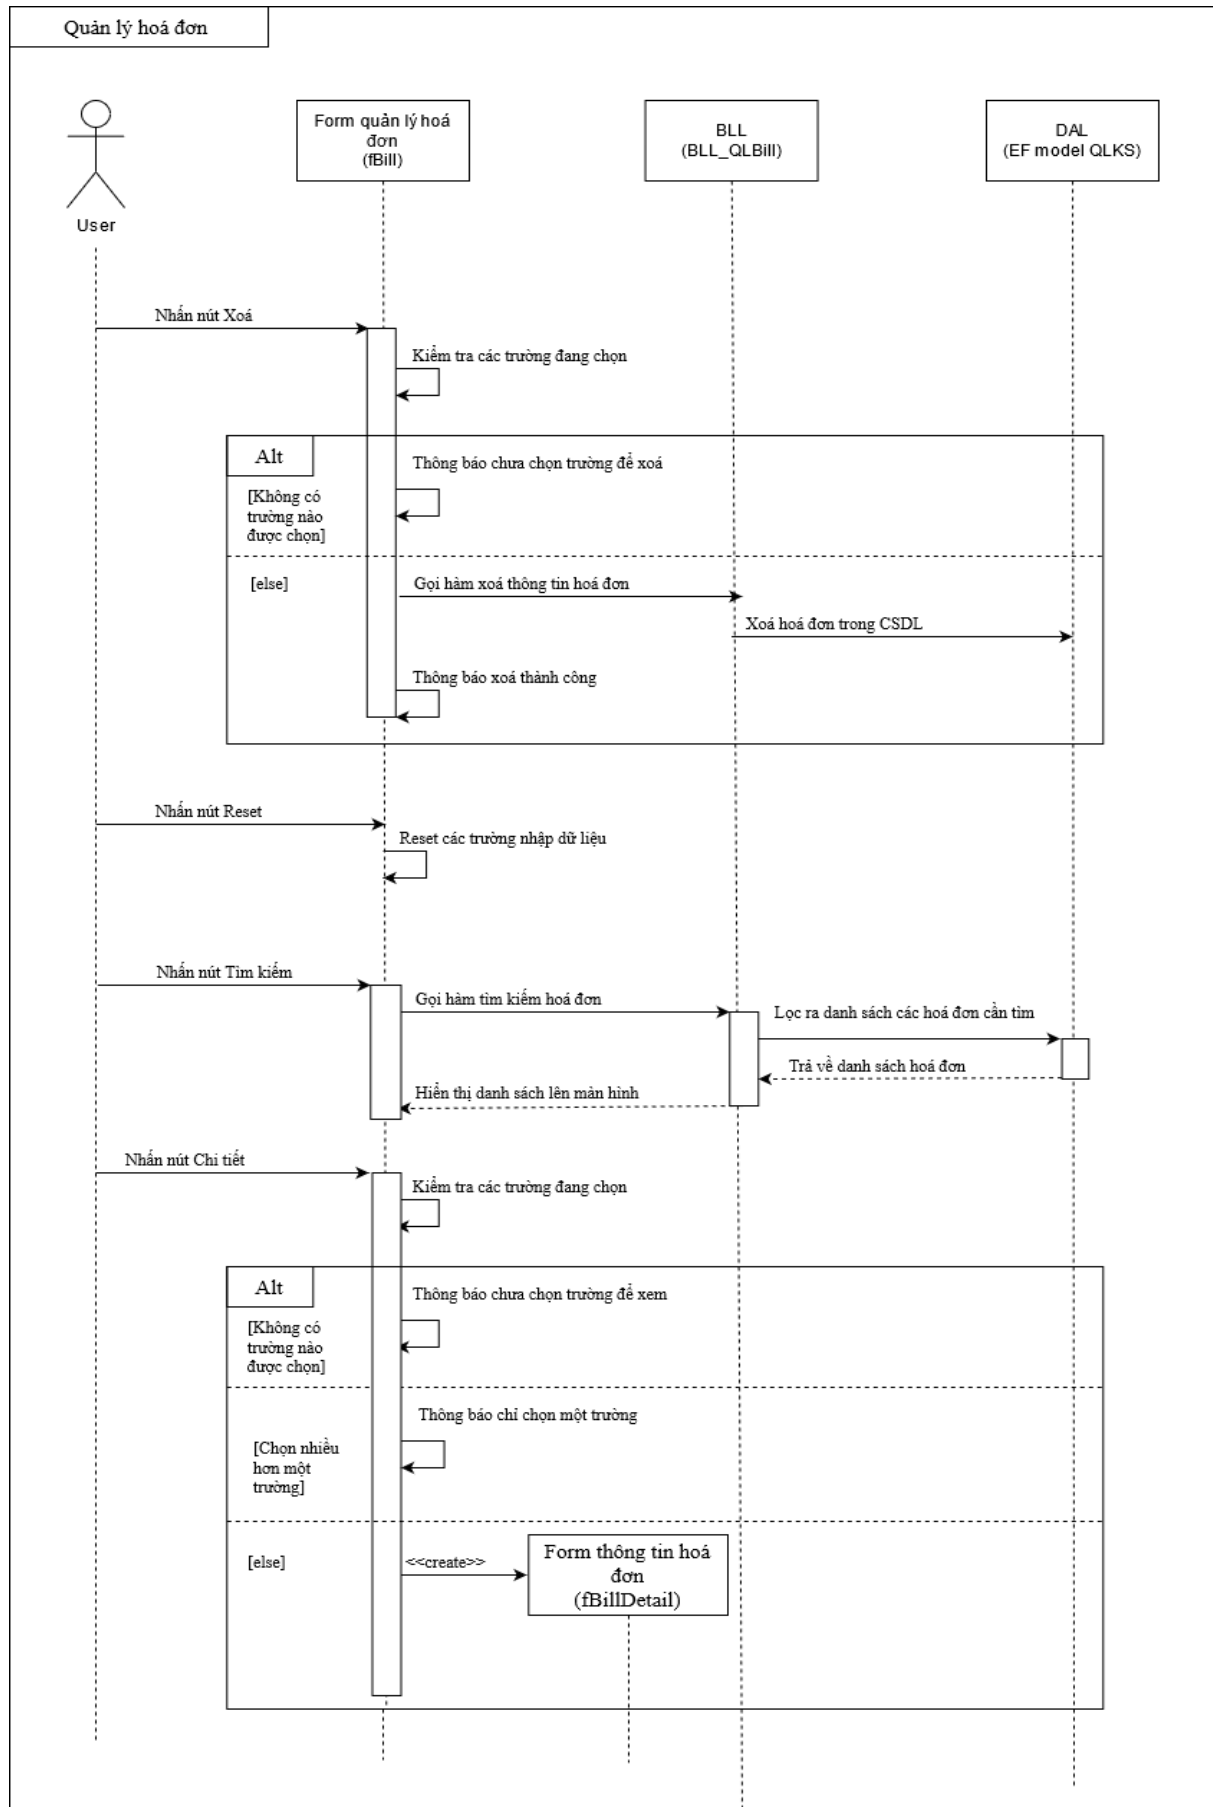 Quản lý hoá đơn
User
Form quản lý hoá
đơn
(fBill)
BLL
(BLL_QLBill)
DAL
(EF model QLKS)
Nhấn nút Xoá
Kiểm tra các trường đang chọn
Alt
Thông báo chưa chọn trường để xoá
[Không có
trường nào
được chọn]
[else]
Gọi hàm xoá thông tin hoá đơn
Xoá hoá đơn trong CSDL
Thông báo xoá thành công
Nhấn nút Reset
Reset các trường nhập dữ liệu
Nhấn nút Tìm kiếm
Gọi hàm tìm kiếm hoá đơn
Lọc ra danh sách các hoá đơn cần tìm
Trả về danh sách hoá đơn
Hiển thị danh sách lên màn hình
Nhấn nút Chi tiết
Kiểm tra các trường đang chọn
Alt
Thông báo chưa chọn trường để xem
[Không có
trường nào
được chọn]
Thông báo chỉ chọn một trường
[Chọn nhiều
hơn một
trường]
[else]
<<create>>
Form thông tin hoá
đơn
(fBillDetail)